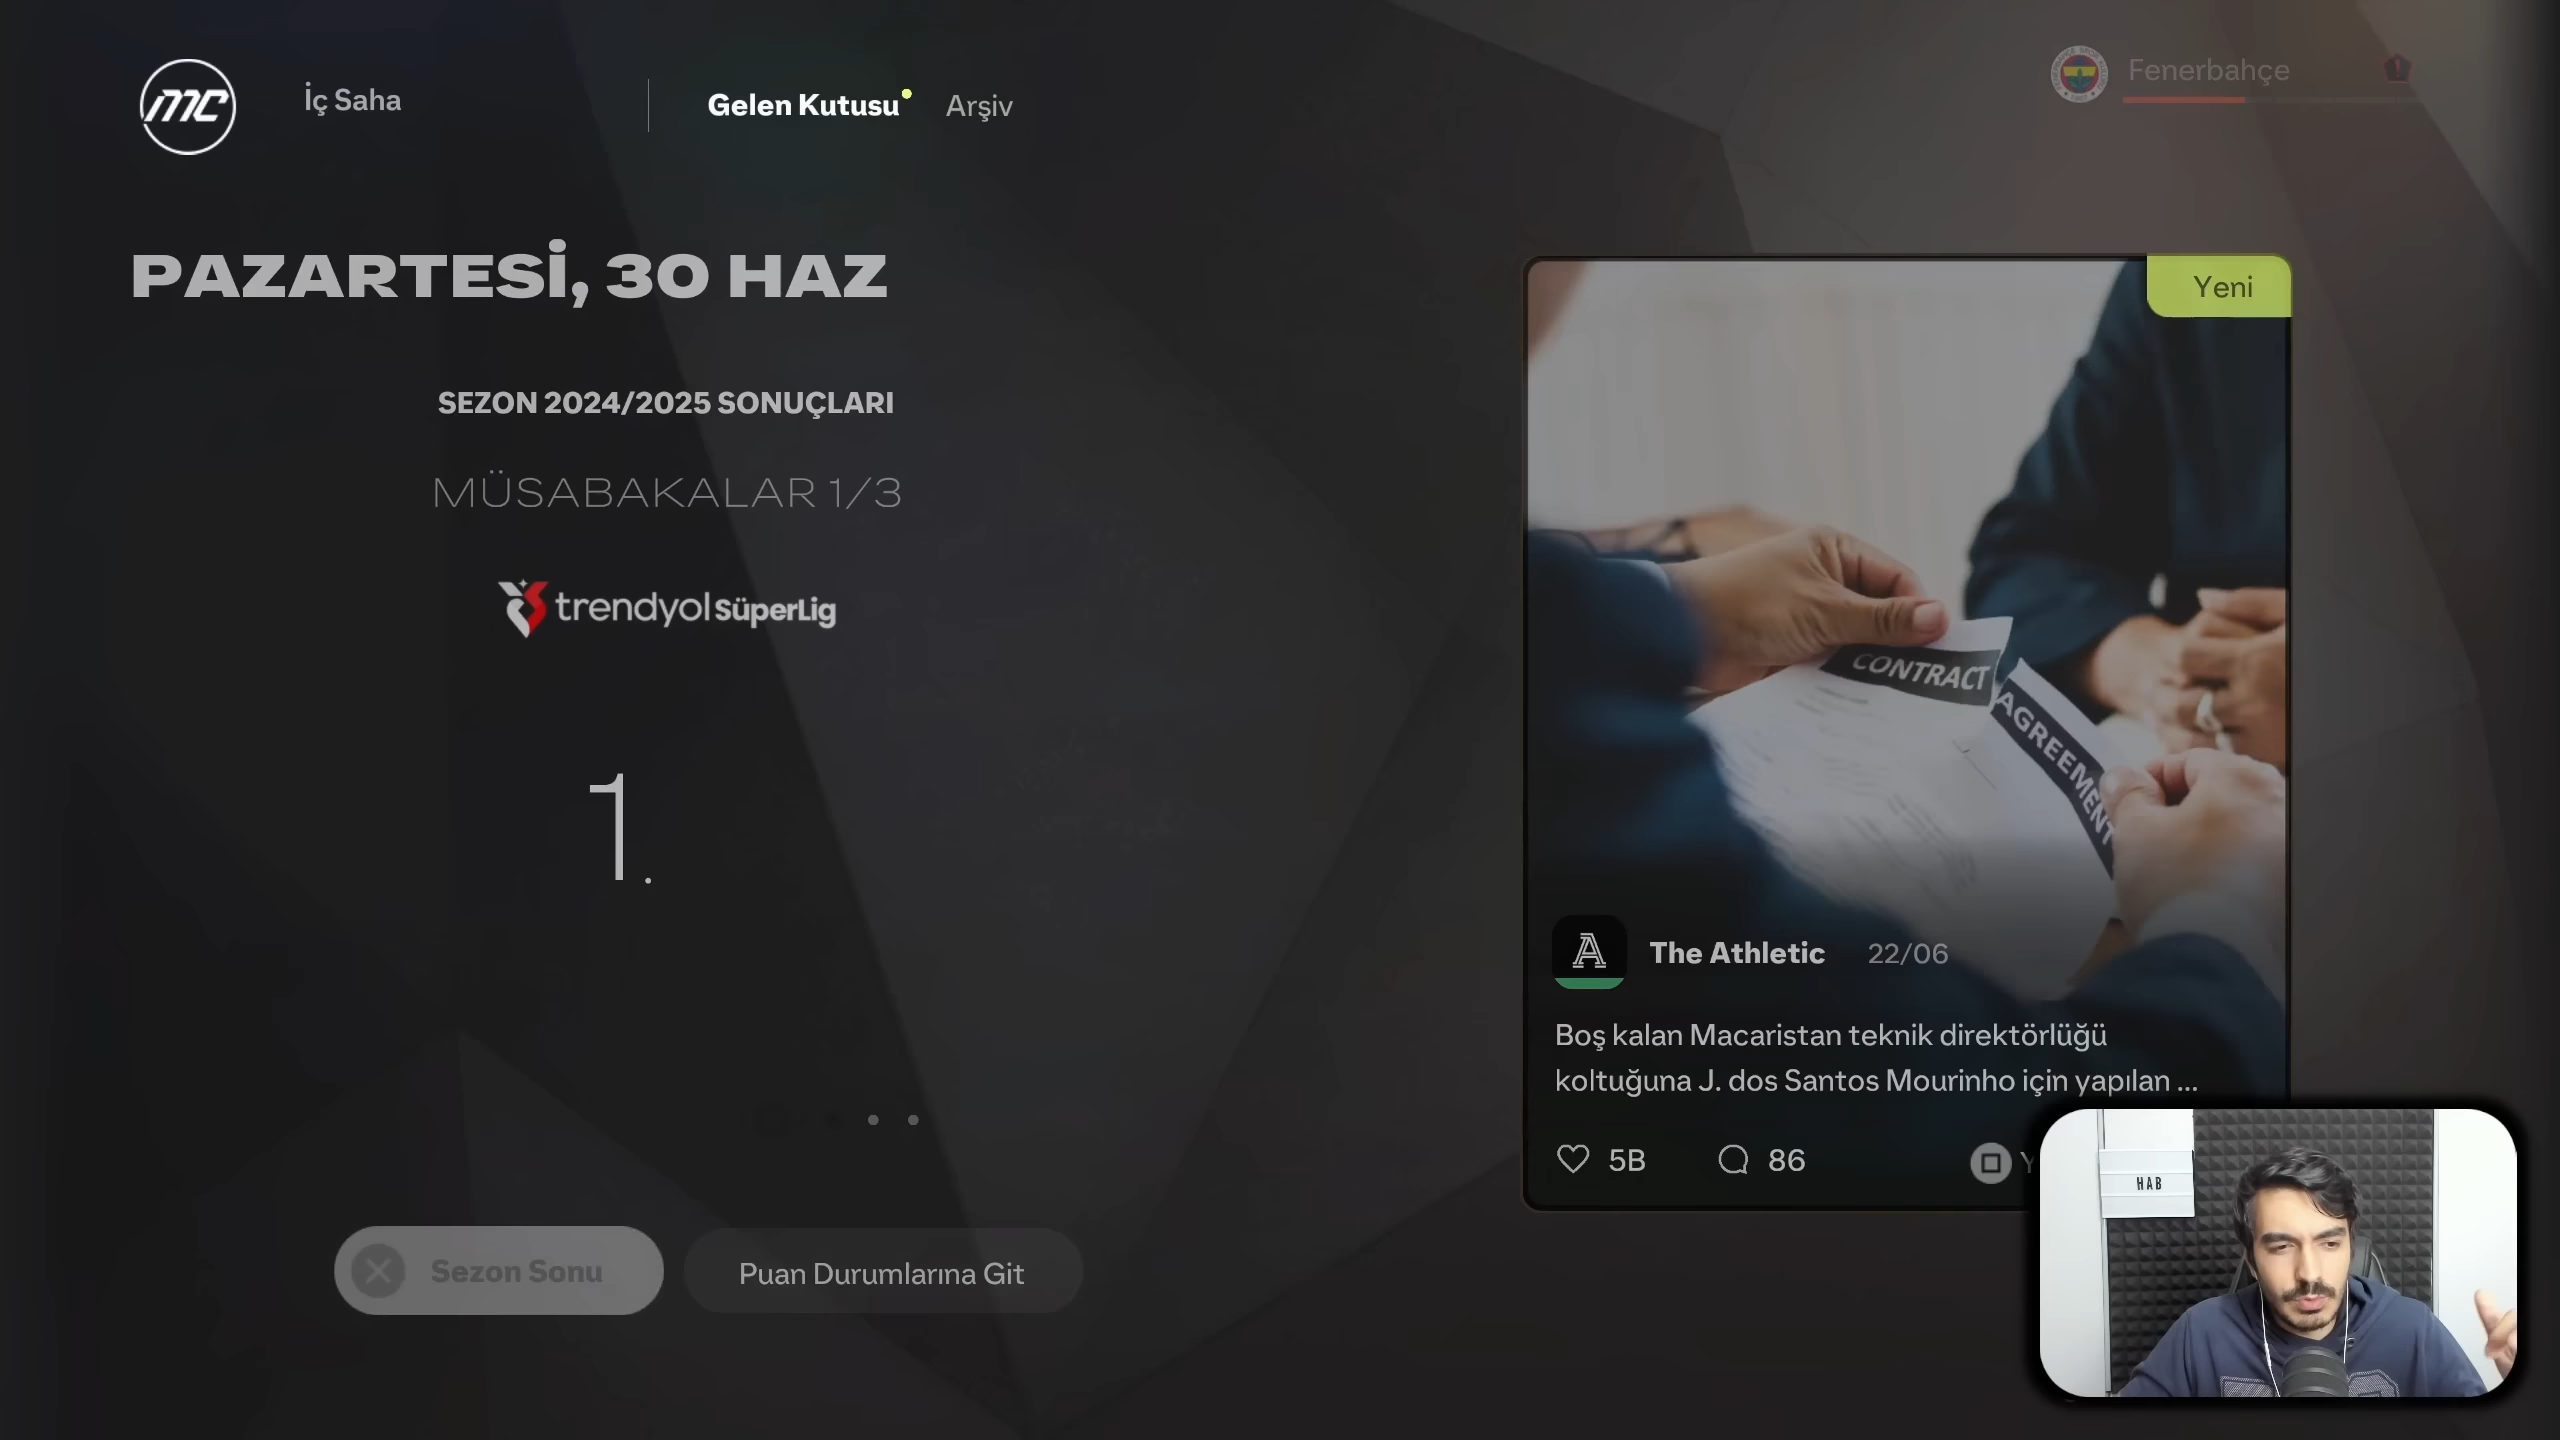 MC
İç Saha
Gelen Kutusu
Arşiv
Fenerbahçe
PAZARTESİ, 30 HAZ
SEZON 2024/2025 SONUÇLARI
MÜSABAKALAR 1/3
trendyol SüperLig
1.
Sezon Sonu
Puan Durumlarına Git
Yeni
CONTRACT
AGREEMENT
The Athletic
22/06
Boş kalan Macaristan teknik direktörlüğü
koltuğuna J. dos Santos Mourinho için yapılan ...
5B
86
HAB